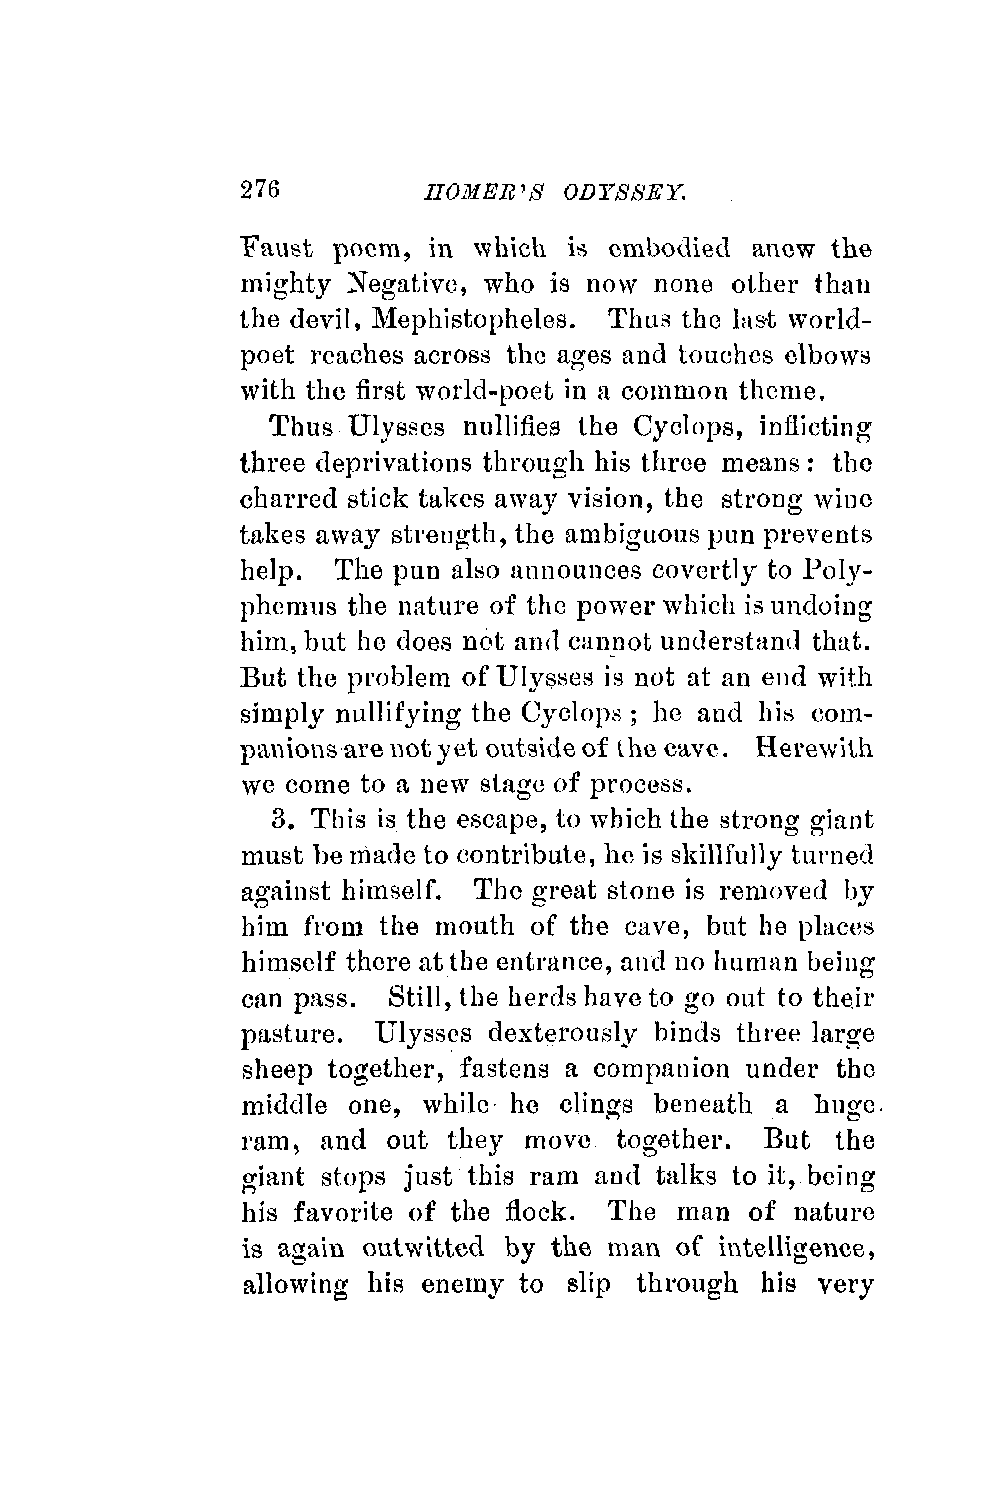 276 HOMER'S ODYSSEY.
Faust poem, in which is embodied anew the
mighty Negative, who is now none other than
the devil, Mephistopheles. Thus the last world-
poet reaches across the ages and touches elbows
with the first world-poet in a common theme.
Thus Ulysses nullifies the Cyclops, inflicting
three deprivations through his three means: the
charred stick takes away vision, the strong wine
takes away strength, the ambiguous pun prevents
help. The pun also announces covertly to Poly-
phemus the nature of the power which is undoing
him, but he does not and cannot understand that.
But the problem of Ulysses is not at an end with
simply nullifying the Cyclops; he and his com-
panions are not yet outside of the cave. Herewith
we come to a new stage of process.
3. This is the escape, to which the strong giant
must be made to contribute, he is skillfully turned
against himself. The great stone is removed by
him from the mouth of the cave, but he places
himself there at the entrance, and no human being
can pass. Still, the herds have to go out to their
pasture. Ulysses dexterously binds three large
sheep together, fastens a companion under the
middle one, while he clings beneath a huge
ram, and out they move together. But the
giant stops just this ram and talks to it, being
his favorite of the flock. The man of nature
is again outwitted by the man of intelligence,
allowing his enemy to slip through his very